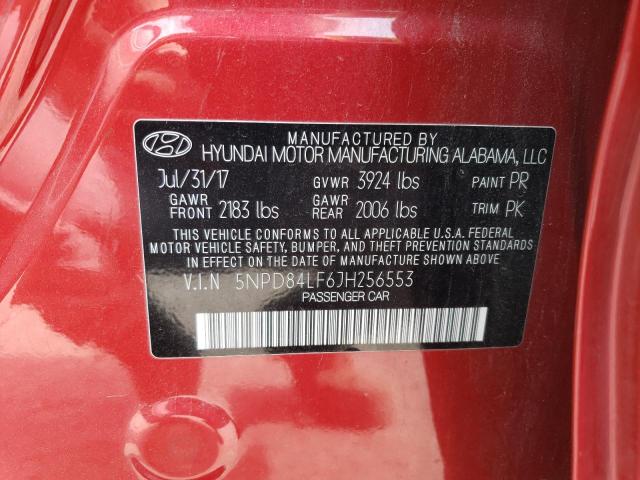 MANUFACTURED BY
HYUNDAI MOTOR MANUFACTURING ALABAMA, LLC
Jul/31/17 GVWR 3924 lbs PAINT PR
GAWR FRONT 2183 lbs GAWR REAR 2006 lbs TRIM PK
THIS VEHICLE CONFORMS TO ALL APPLICABLE U.S.A. FEDERAL
MOTOR VEHICLE SAFETY, BUMPER, AND THEFT PREVENTION STANDARDS
IN EFFECT ON THE DATE OF MANUFACTURE SHOWN ABOVE
V.I.N 5NPD84LF6JH256553
PASSENGER CAR